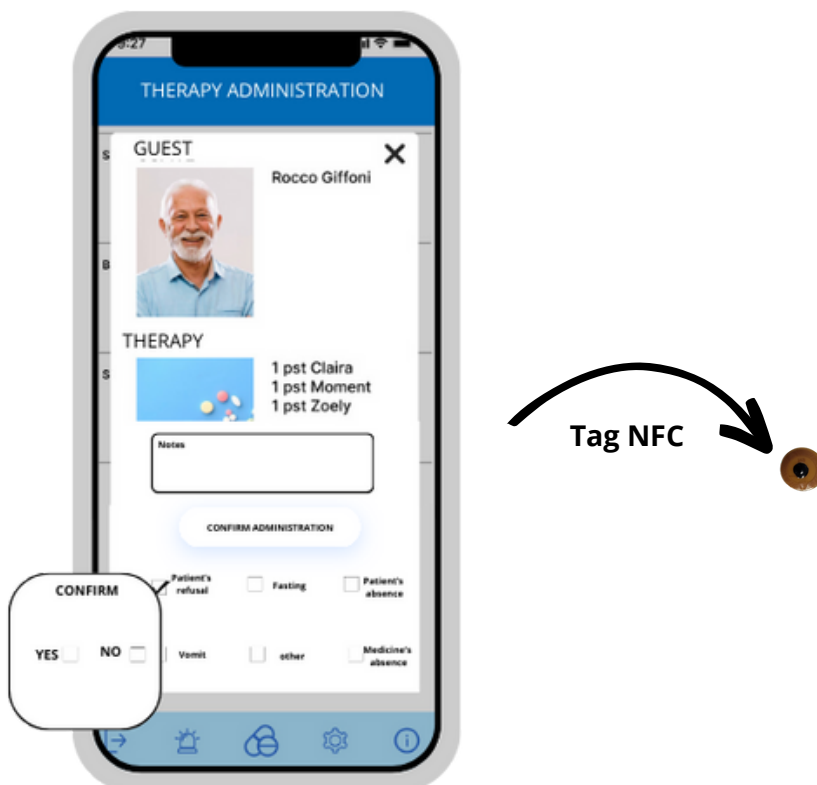 THERAPY ADMINISTRATION
GUEST
Rocco Giffoni
THERAPY
1 pst Claira
1 pst Moment
1 pst Zoely
Notes
CONFIRM ADMINISTRATION
Patient's
refusal
Fasting
Patient's
absence
Vomit
other
Medicine's
absence
CONFIRM
YES
NO
Tag NFC
S
B
S